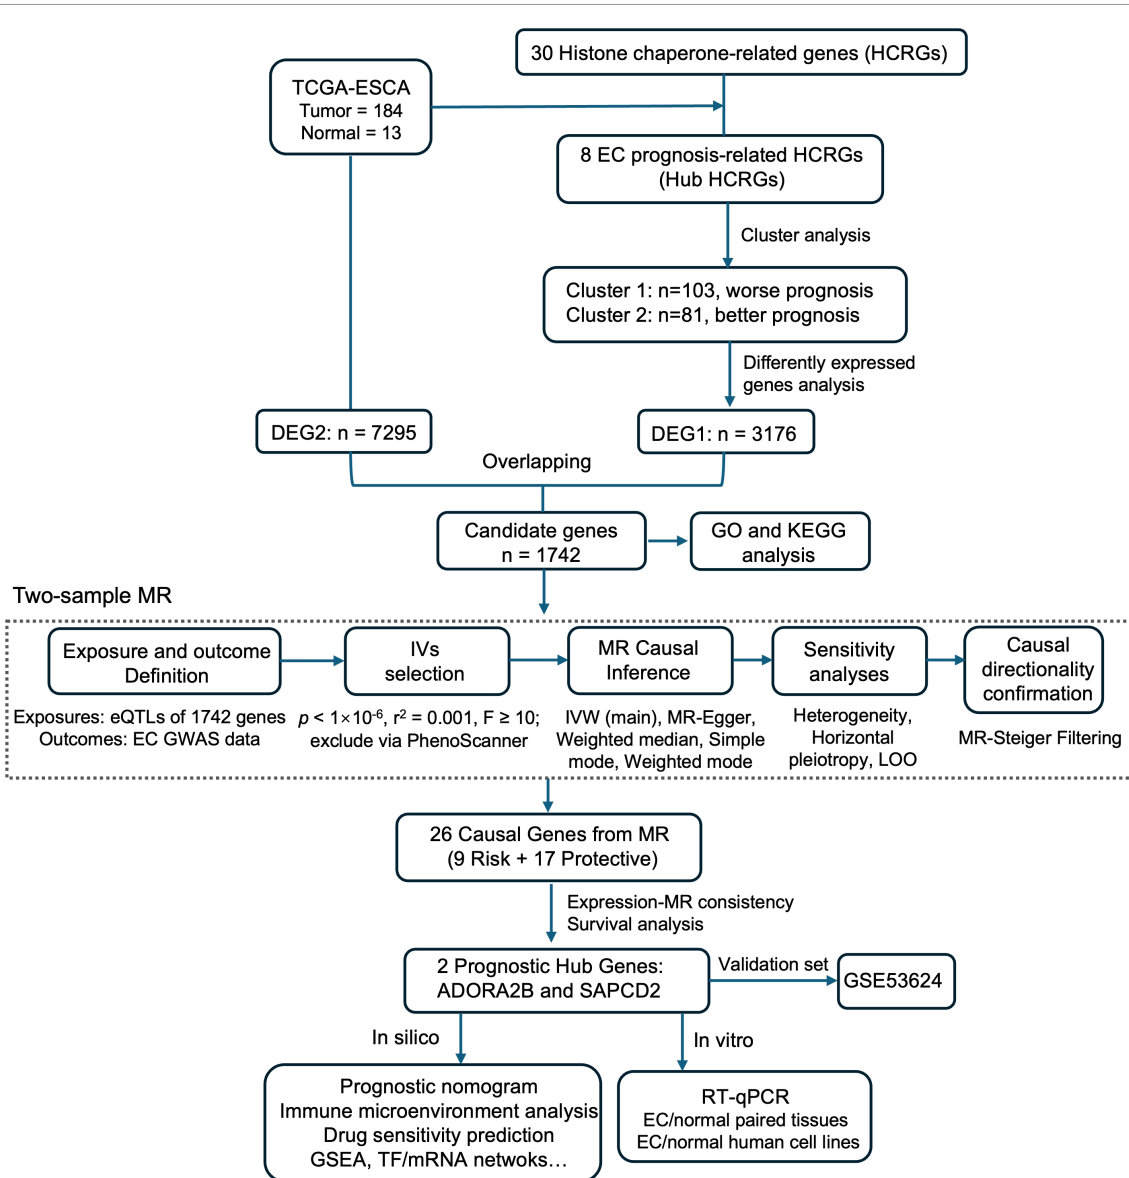 30 Histone chaperone-related genes (HCRGs)
TCGA-ESCA
Tumor = 184
Normal = 13
8 EC prognosis-related HCRGs
(Hub HCRGs)
Cluster analysis
Cluster 1: n=103, worse prognosis
Cluster 2: n=81, better prognosis
Differently expressed
genes analysis
DEG2: n = 7295
DEG1: n = 3176
Overlapping
Candidate genes
n = 1742
GO and KEGG
analysis
Two-sample MR
Exposure and outcome
Definition
Exposures: eQTLs of 1742 genes
Outcomes: EC GWAS data
IVs
selection
p < 1×10⁻⁶, r² = 0.001, F ≥ 10;
exclude via PhenoScanner
MR Causal
Inference
IVW (main), MR-Egger,
Weighted median, Simple
mode, Weighted mode
Sensitivity
analyses
Heterogeneity,
Horizontal
pleiotropy, LOO
Causal
directionality
confirmation
MR-Steiger Filtering
26 Causal Genes from MR
(9 Risk + 17 Protective)
Expression-MR consistency
Survival analysis
2 Prognostic Hub Genes:
ADORA2B and SAPCD2
Validation set
GSE53624
In silico
In vitro
Prognostic nomogram
Immune microenvironment analysis
Drug sensitivity prediction
GSEA, TF/mRNA netwoks…
RT-qPCR
EC/normal paired tissues
EC/normal human cell lines